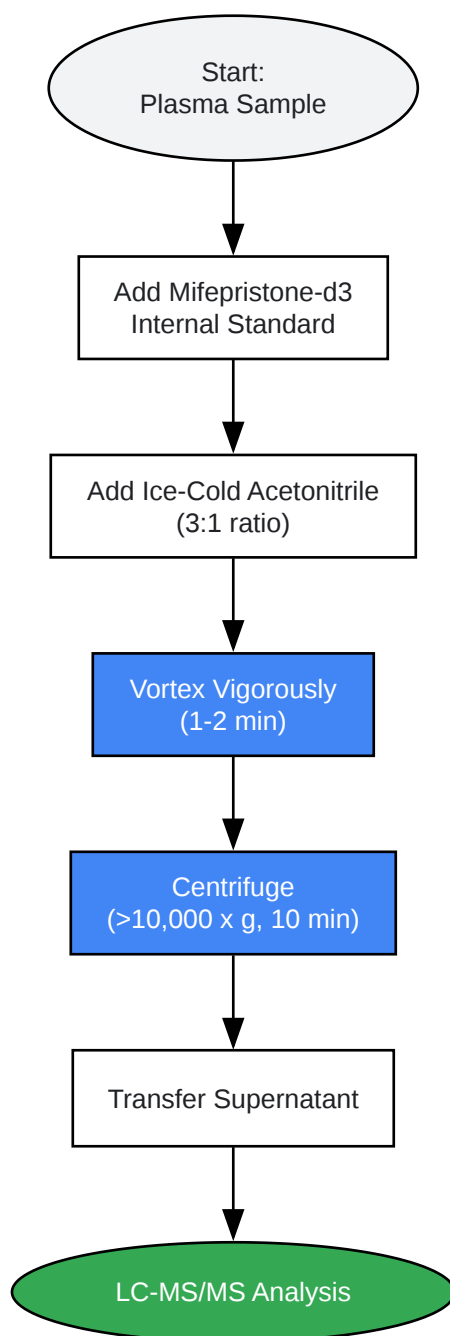 Start:
Plasma Sample
Add Mifepristone-d3
Internal Standard
Add Ice-Cold Acetonitrile
(3:1 ratio)
Vortex Vigorously
(1-2 min)
Centrifuge
(>10,000 x g, 10 min)
Transfer Supernatant
LC-MS/MS Analysis